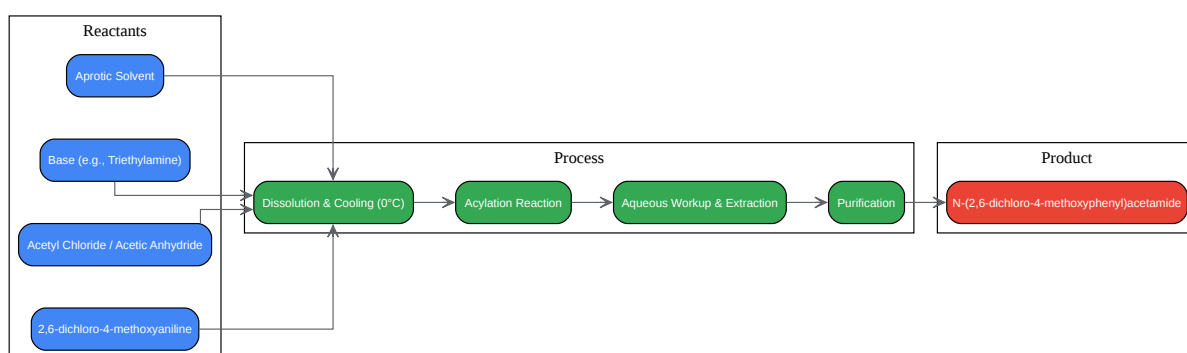 Reactants
Aprotic Solvent
Base (e.g., Triethylamine)
Acetyl Chloride / Acetic Anhydride
2,6-dichloro-4-methoxyaniline
Process
Dissolution & Cooling (0°C)
Acylation Reaction
Aqueous Workup & Extraction
Purification
Product
N-(2,6-dichloro-4-methoxyphenyl)acetamide